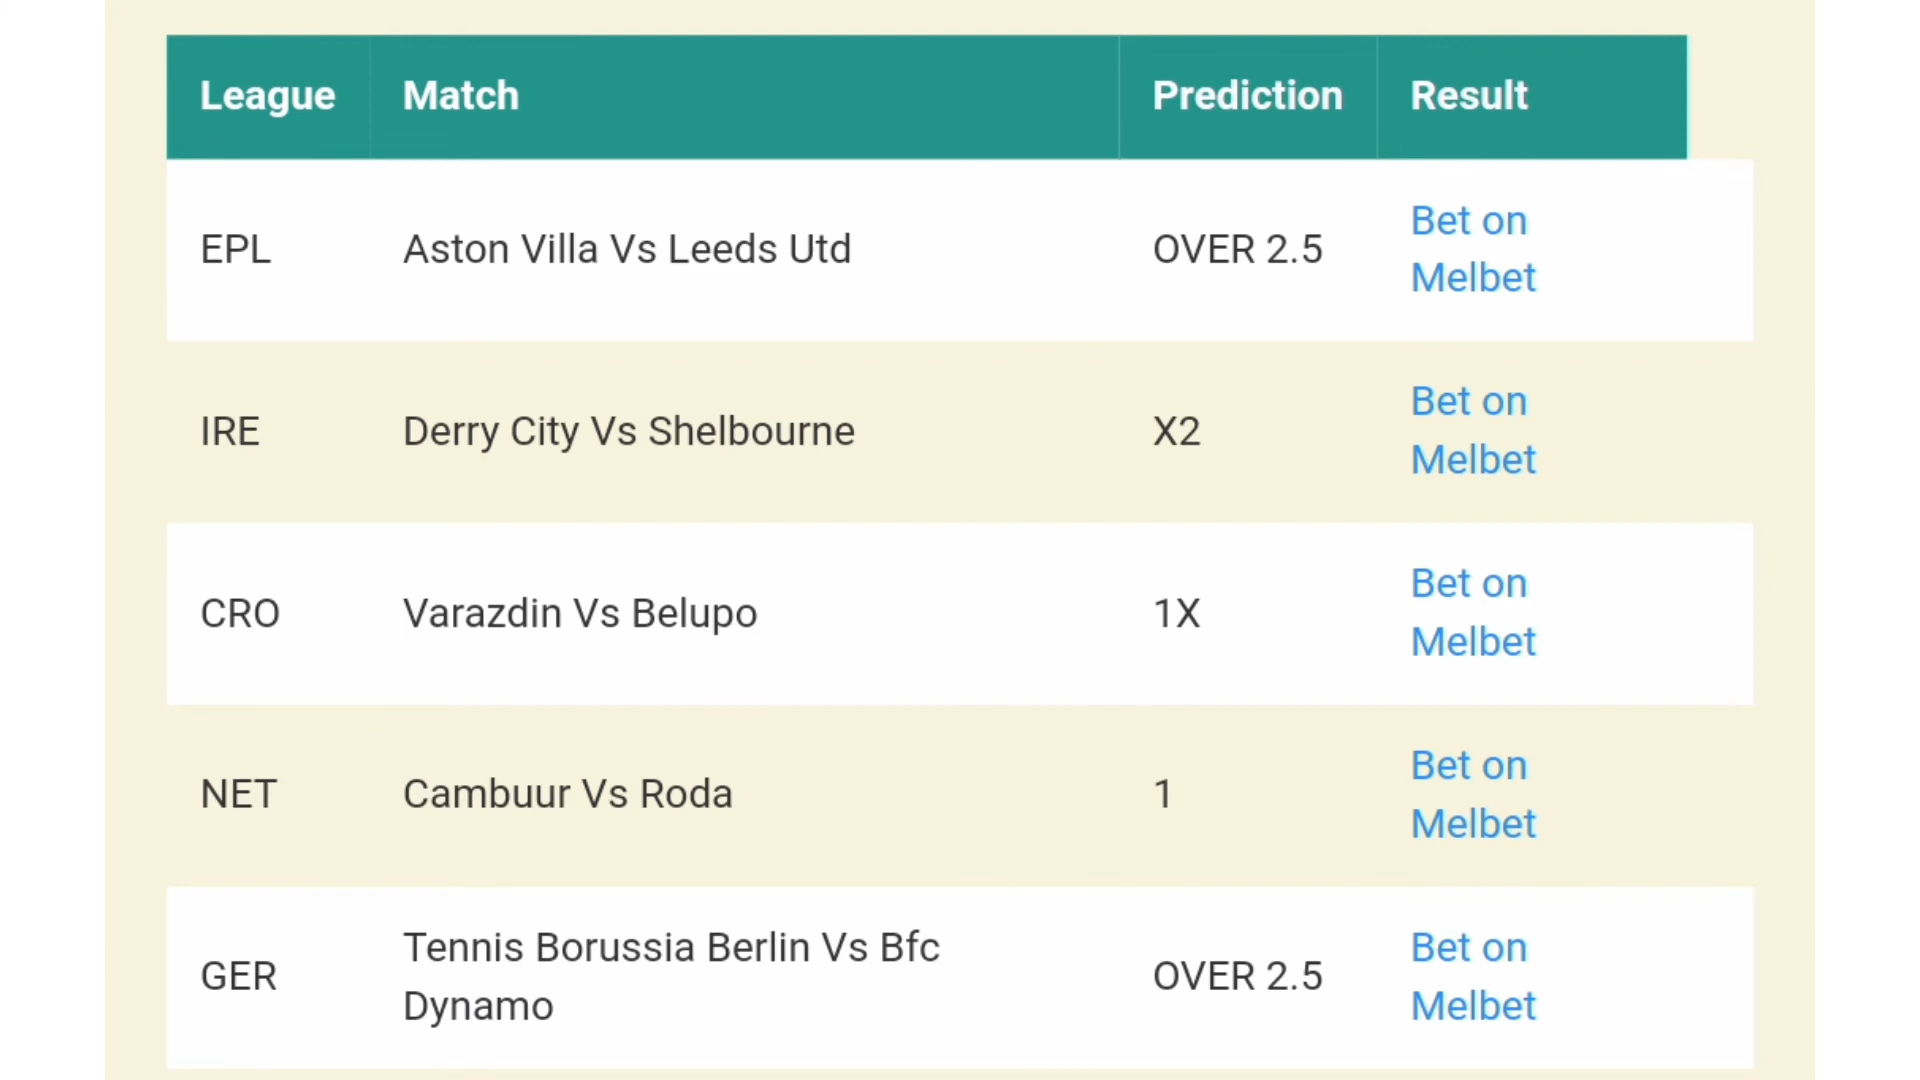 League Match Prediction Result
EPL Aston Villa Vs Leeds Utd OVER 2.5 Bet on
Melbet
IRE Derry City Vs Shelbourne X2 Bet on
Melbet
CRO Varazdin Vs Belupo 1X Bet on
Melbet
NET Cambuur Vs Roda 1 Bet on
Melbet
GER Tennis Borussia Berlin Vs Bfc
Dynamo OVER 2.5 Bet on
Melbet